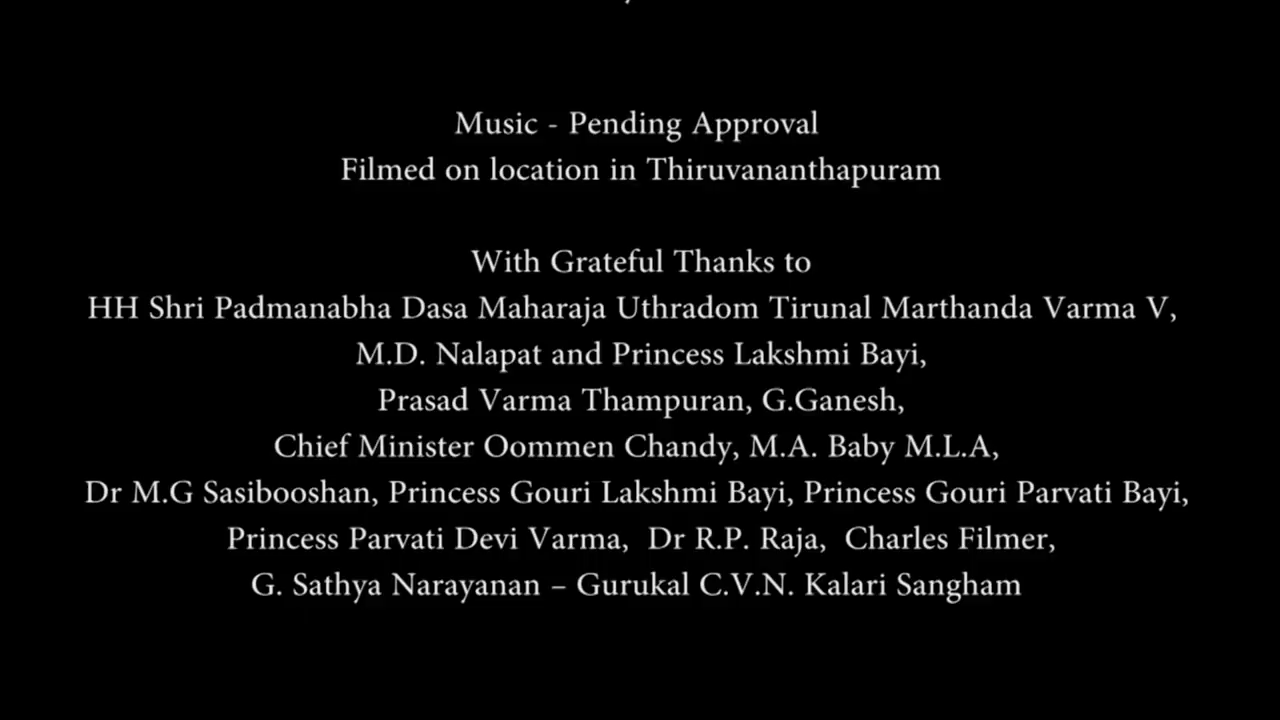 Music - Pending Approval
Filmed on location in Thiruvananthapuram
With Grateful Thanks to
HH Shri Padmanabha Dasa Maharaja Uthradom Tirunal Marthanda Varma V,
M.D. Nalapat and Princess Lakshmi Bayi,
Prasad Varma Thampuran, G.Ganesh,
Chief Minister Oommen Chandy, M.A. Baby M.L.A,
Dr M.G Sasibooshan, Princess Gouri Lakshmi Bayi, Princess Gouri Parvati Bayi,
Princess Parvati Devi Varma,  Dr R.P. Raja,  Charles Filmer,
G. Sathya Narayanan – Gurukal C.V.N. Kalari Sangham